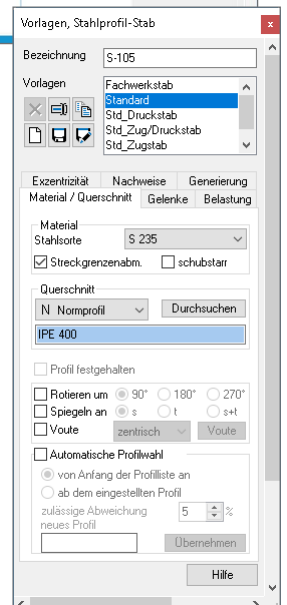 Vorlagen, Stahlprofil-Stab
x
Bezeichnung S-105
Vorlagen
Fachwerkstab
Standard
Std_Druckstab
Std_Zug/Druckstab
Std_Zugstab
Exzentrizität Nachweise Generierung
Material / Querschnitt Gelenke Belastung
Material
Stahlsorte S 235
Streckgrenzenabm. schubstarr
Querschnitt
N Normprofil Durchsuchen
IPE 400
Profil festgehalten
Rotieren um 90° 180° 270°
Spiegeln an s t s+t
Voute zentrisch Voute
Automatische Profilwahl
von Anfang der Profilliste an
ab dem eingestellten Profil
zulässige Abweichung 5 %
neues Profil
Übernehmen
Hilfe